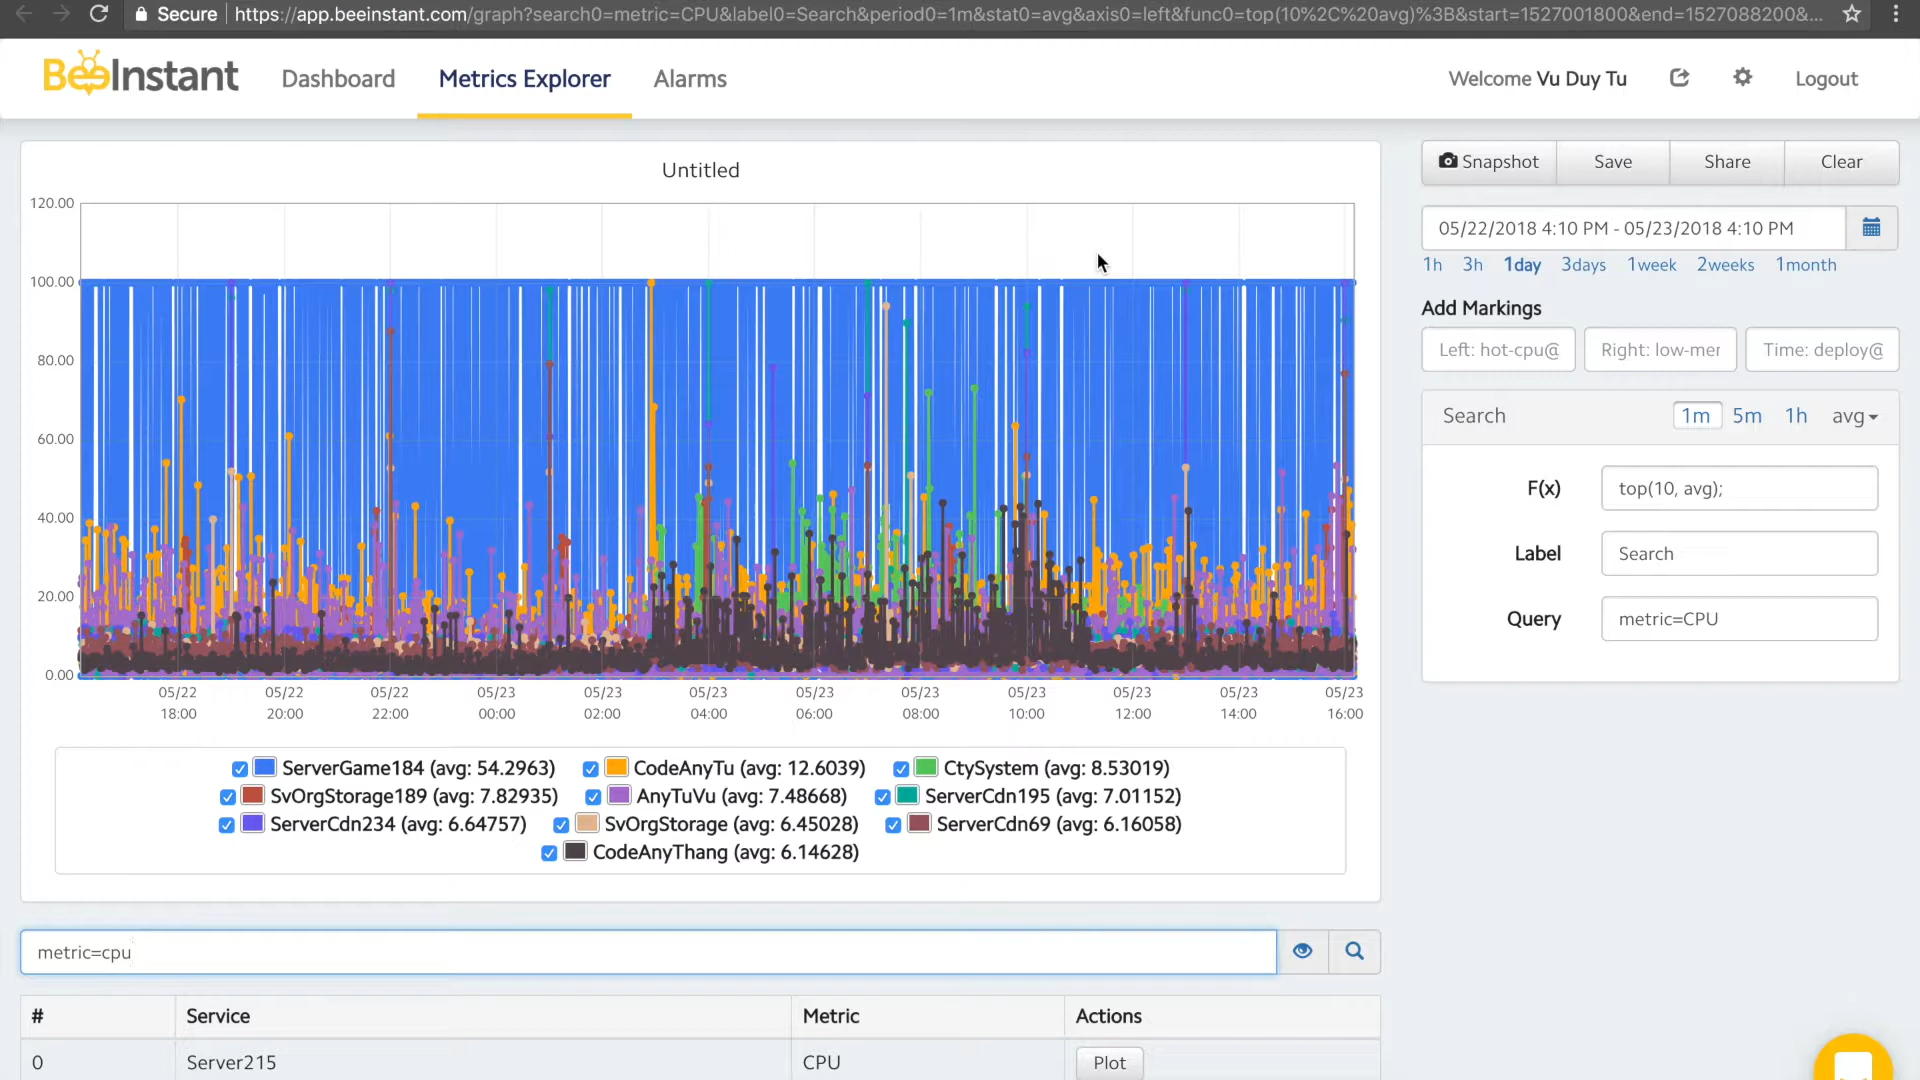 Secure https://app.beeinstant.com/graph?search0=metric=CPU&label0=Search&period0=1m&stat0=avg&axis0=left&func0=top(10%2C%20avg)%3B&start=1527001800&end=1527088200&...
BeeInstant Dashboard Metrics Explorer Alarms Welcome Vu Duy Tu Logout
Untitled
120.00
100.00
80.00
60.00
40.00
20.00
0.00
05/22 05/22 05/22 05/23 05/23 05/23 05/23 05/23 05/23 05/23 05/23 05/23
18:00 20:00 22:00 00:00 02:00 04:00 06:00 08:00 10:00 12:00 14:00 16:00
ServerGame184 (avg: 54.2963) CodeAnyTu (avg: 12.6039) CtySystem (avg: 8.53019)
SvOrgStorage189 (avg: 7.82935) AnyTuVu (avg: 7.48668) ServerCdn195 (avg: 7.01152)
ServerCdn234 (avg: 6.64757) SvOrgStorage (avg: 6.45028) ServerCdn69 (avg: 6.16058)
CodeAnyThang (avg: 6.14628)
metric=cpu
# Service Metric Actions
0 Server215 CPU Plot
Snapshot Save Share Clear
05/22/2018 4:10 PM - 05/23/2018 4:10 PM
1h 3h 1day 3days 1week 2weeks 1month
Add Markings
Left: hot-cpu@ Right: low-mer Time: deploy@
Search 1m 5m 1h avg
F(x) top(10, avg);
Label Search
Query metric=CPU